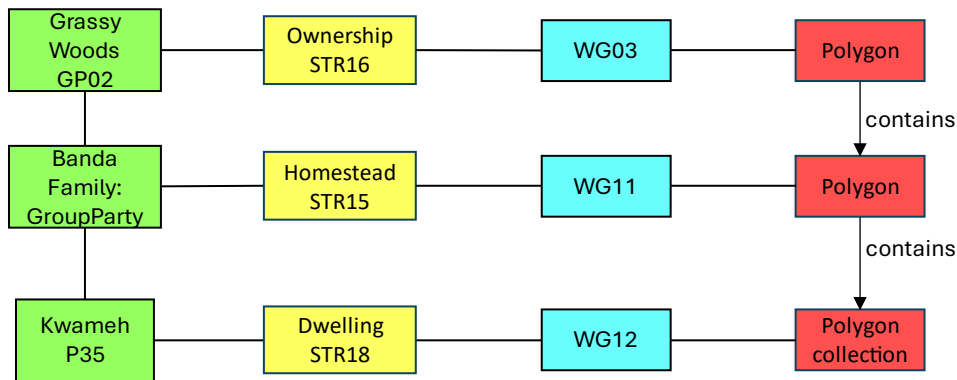 Grassy
Woods
GP02
Ownership
STR16
WG03
Polygon
contains
Banda
Family:
GroupParty
Homestead
STR15
WG11
Polygon
contains
Kwameh
P35
Dwelling
STR18
WG12
Polygon
collection